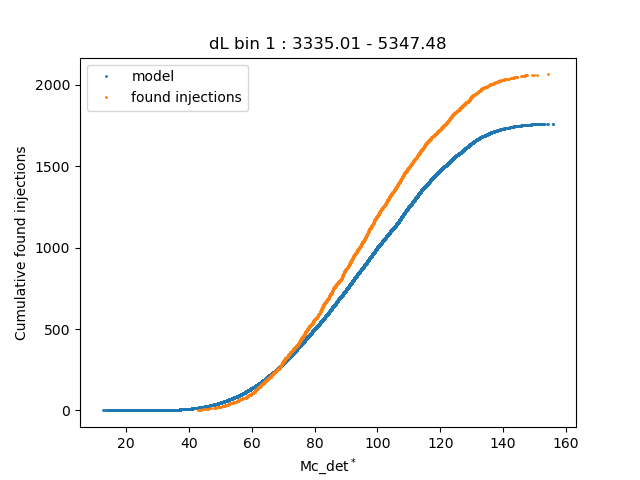 dL bin 1 : 3335.01 - 5347.48
model
found injections
2000
1500
1000
500
0
Cumulative found injections
20 40 60 80 100 120 140 160
Mc_det*